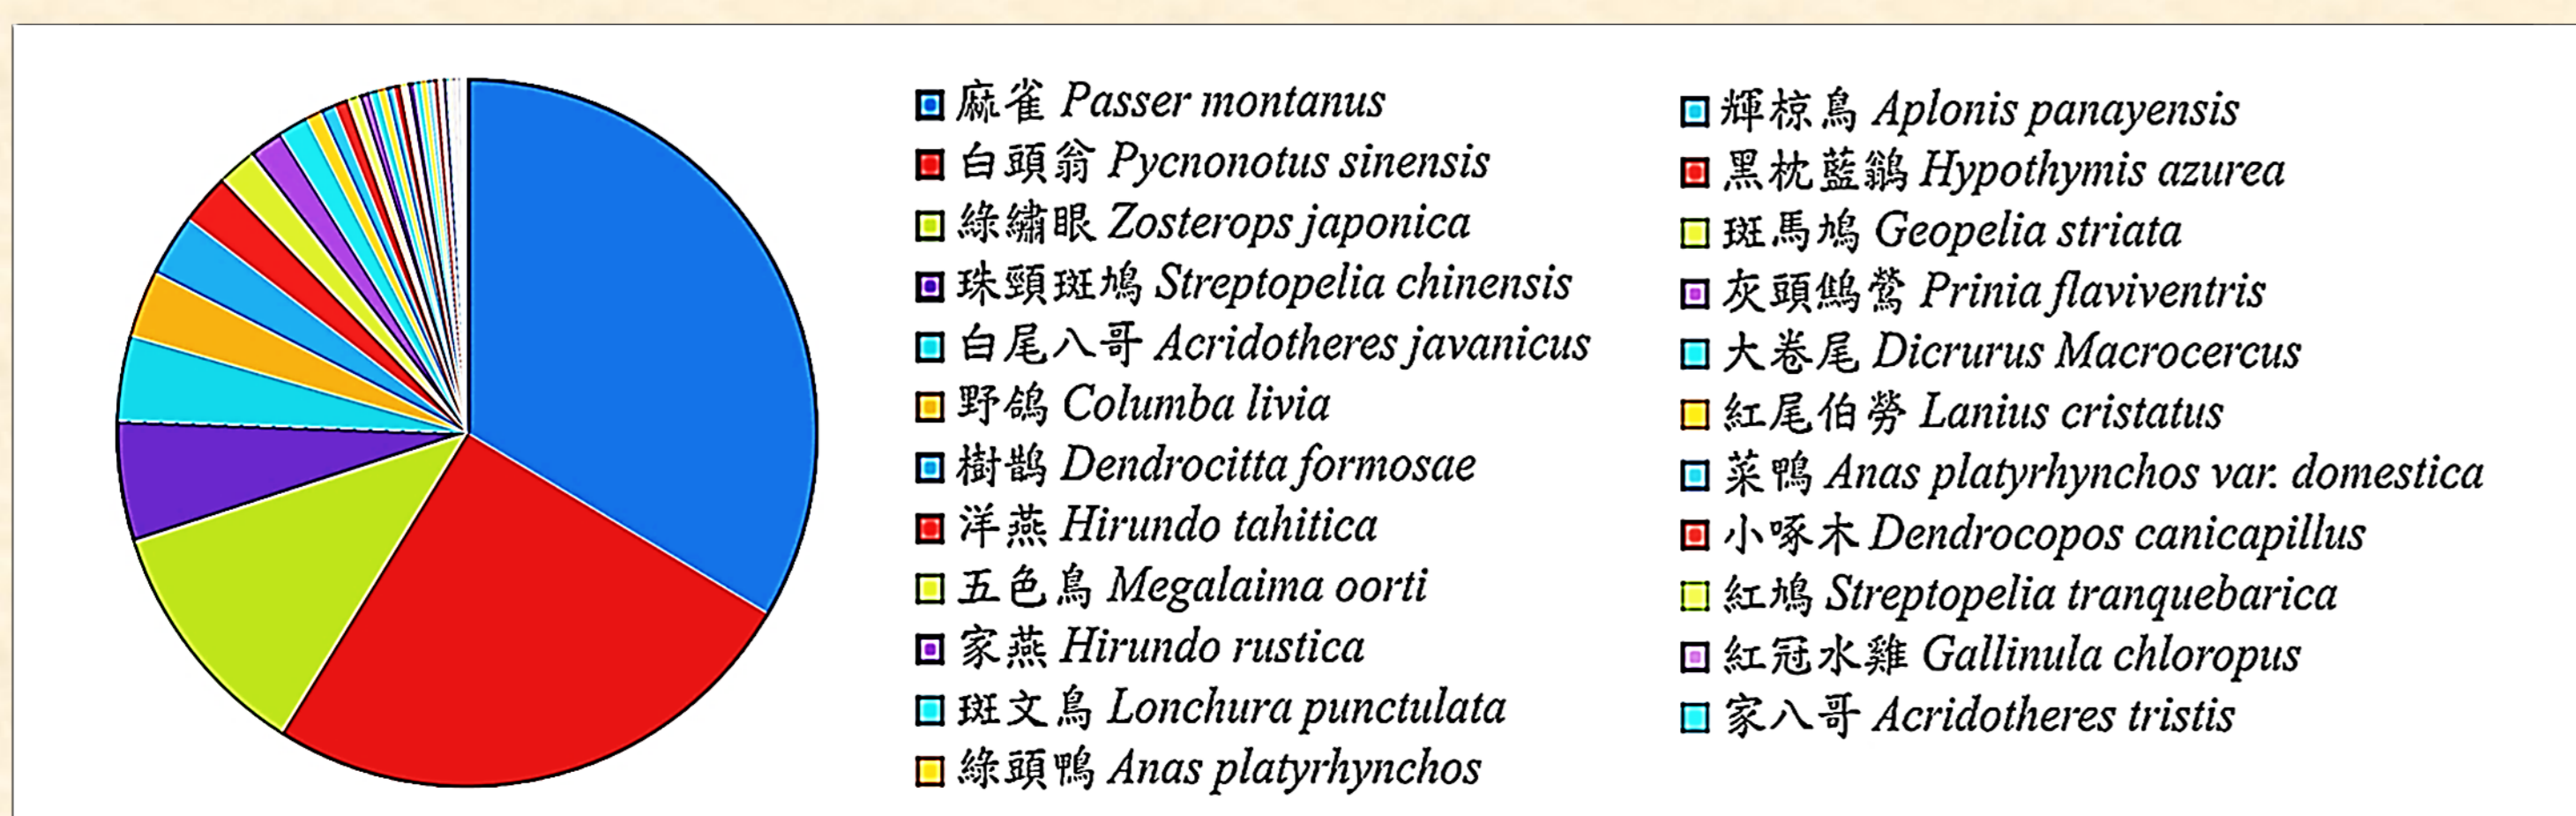 麻雀 Passer montanus
白頭翁 Pycnonotus sinensis
綠繡眼 Zosterops japonica
珠頸斑鳩 Streptopelia chinensis
白尾八哥 Acridotheres javanicus
野鴿 Columba livia
樹鵲 Dendrocitta formosae
洋燕 Hirundo tahitica
五色鳥 Megalaima oorti
家燕 Hirundo rustica
斑文鳥 Lonchura punctulata
綠頭鴨 Anas platyrhynchos
輝椋鳥 Aplonis panayensis
黑枕藍鶲 Hypothymis azurea
斑馬鳩 Geopelia striata
灰頭鷦鶯 Prinia flaviventris
大卷尾 Dicrurus Macrocercus
紅尾伯勞 Lanius cristatus
菜鴨 Anas platyrhynchos var. domestica
小啄木 Dendrocopos canicapillus
紅鳩 Streptopelia tranquebarica
紅冠水雞 Gallinula chloropus
家八哥 Acridotheres tristis